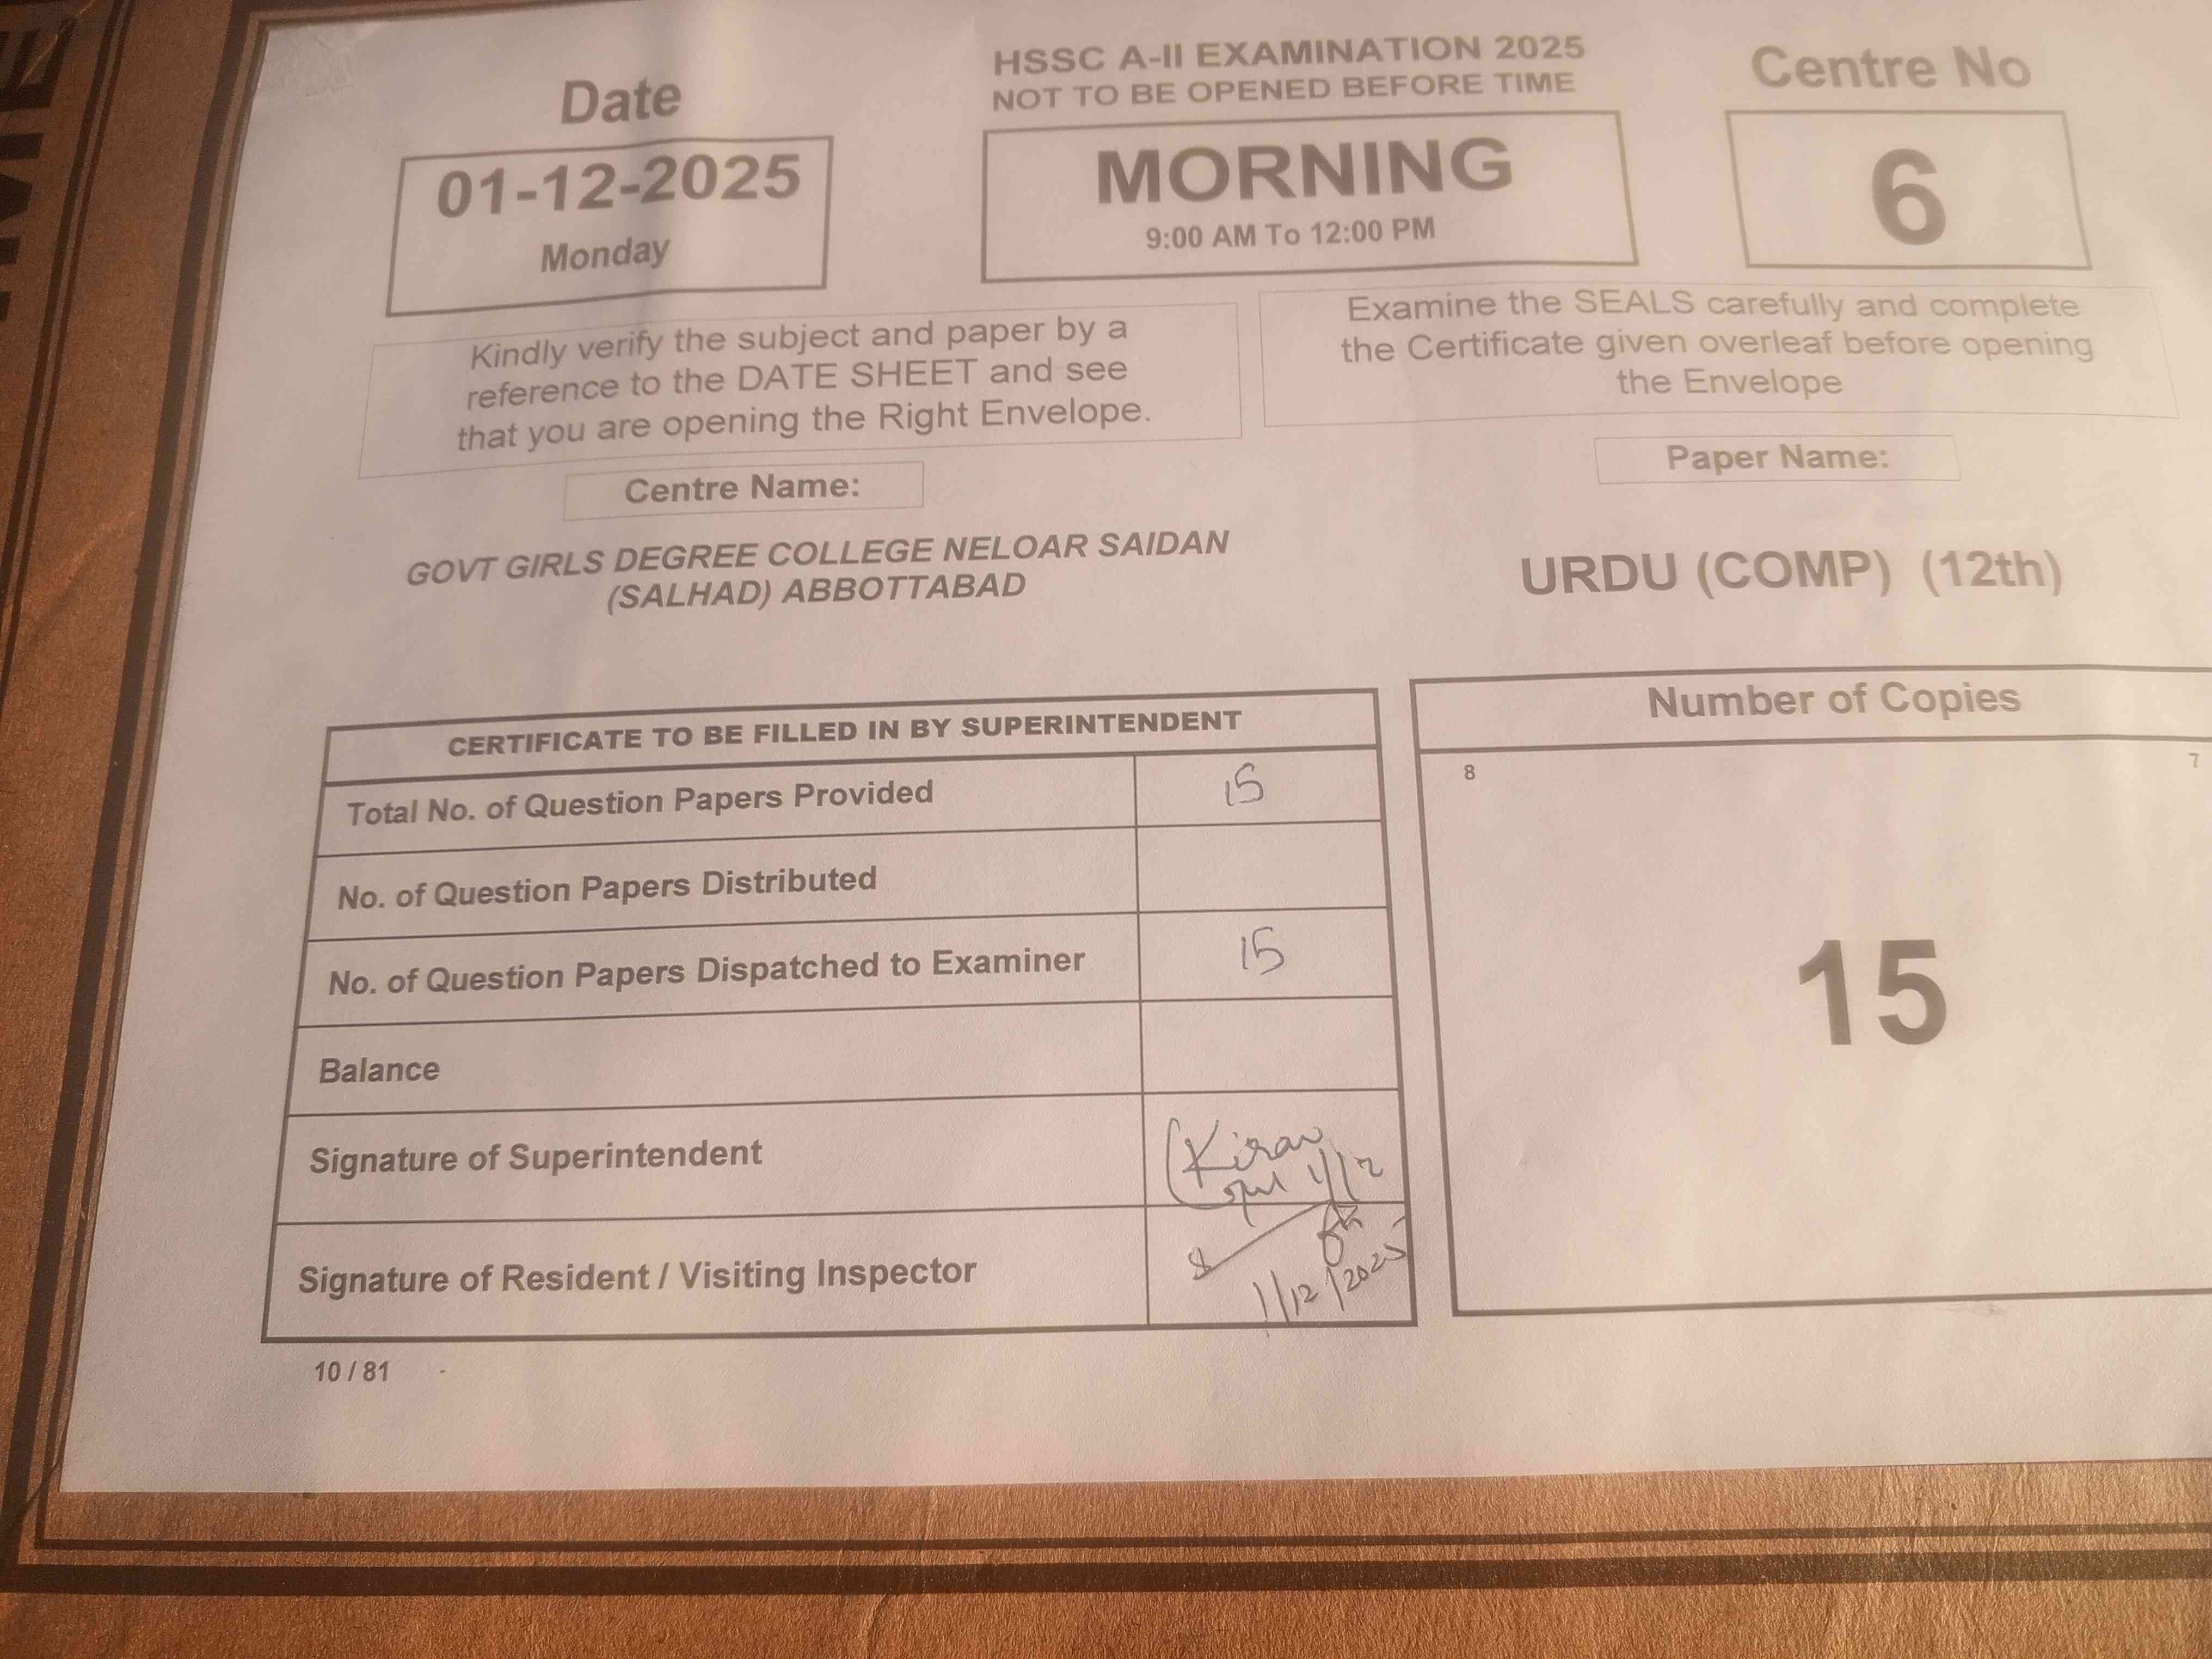 Date
01-12-2025
Monday
HSSC A-II EXAMINATION 2025
NOT TO BE OPENED BEFORE TIME
MORNING
9:00 AM To 12:00 PM
Centre No
6
Kindly verify the subject and paper by a
reference to the DATE SHEET and see
that you are opening the Right Envelope.
Examine the SEALS carefully and complete
the Certificate given overleaf before opening
the Envelope
Centre Name:
Paper Name:
GOVT GIRLS DEGREE COLLEGE NELOAR SAIDAN
(SALHAD) ABBOTTABAD
URDU (COMP) (12th)
CERTIFICATE TO BE FILLED IN BY SUPERINTENDENT
Total No. of Question Papers Provided 15
No. of Question Papers Distributed
No. of Question Papers Dispatched to Examiner 15
Balance
Signature of Superintendent Kiran
1/12
Signature of Resident / Visiting Inspector
1/12/2025
Number of Copies
8 7
15
10 / 81